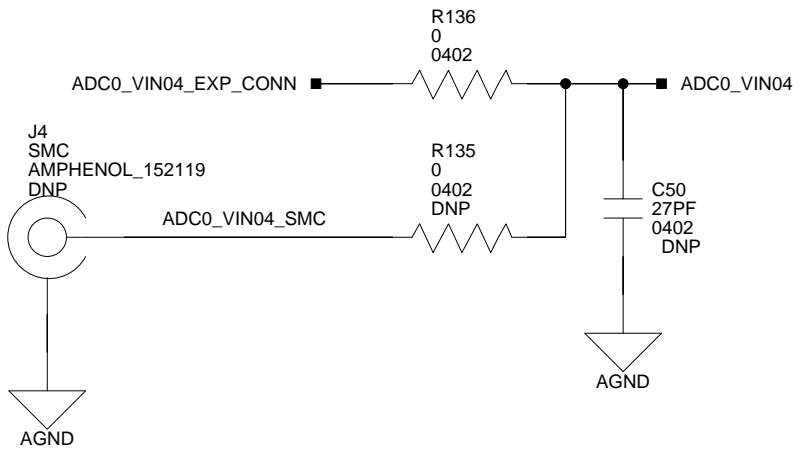 R136
0
0402
ADC0_VIN04_EXP_CONN
ADC0_VIN04
J4
SMC
AMPHENOL_152119
DNP
R135
0
0402
DNP
ADC0_VIN04_SMC
C50
27PF
0402
DNP
AGND
AGND